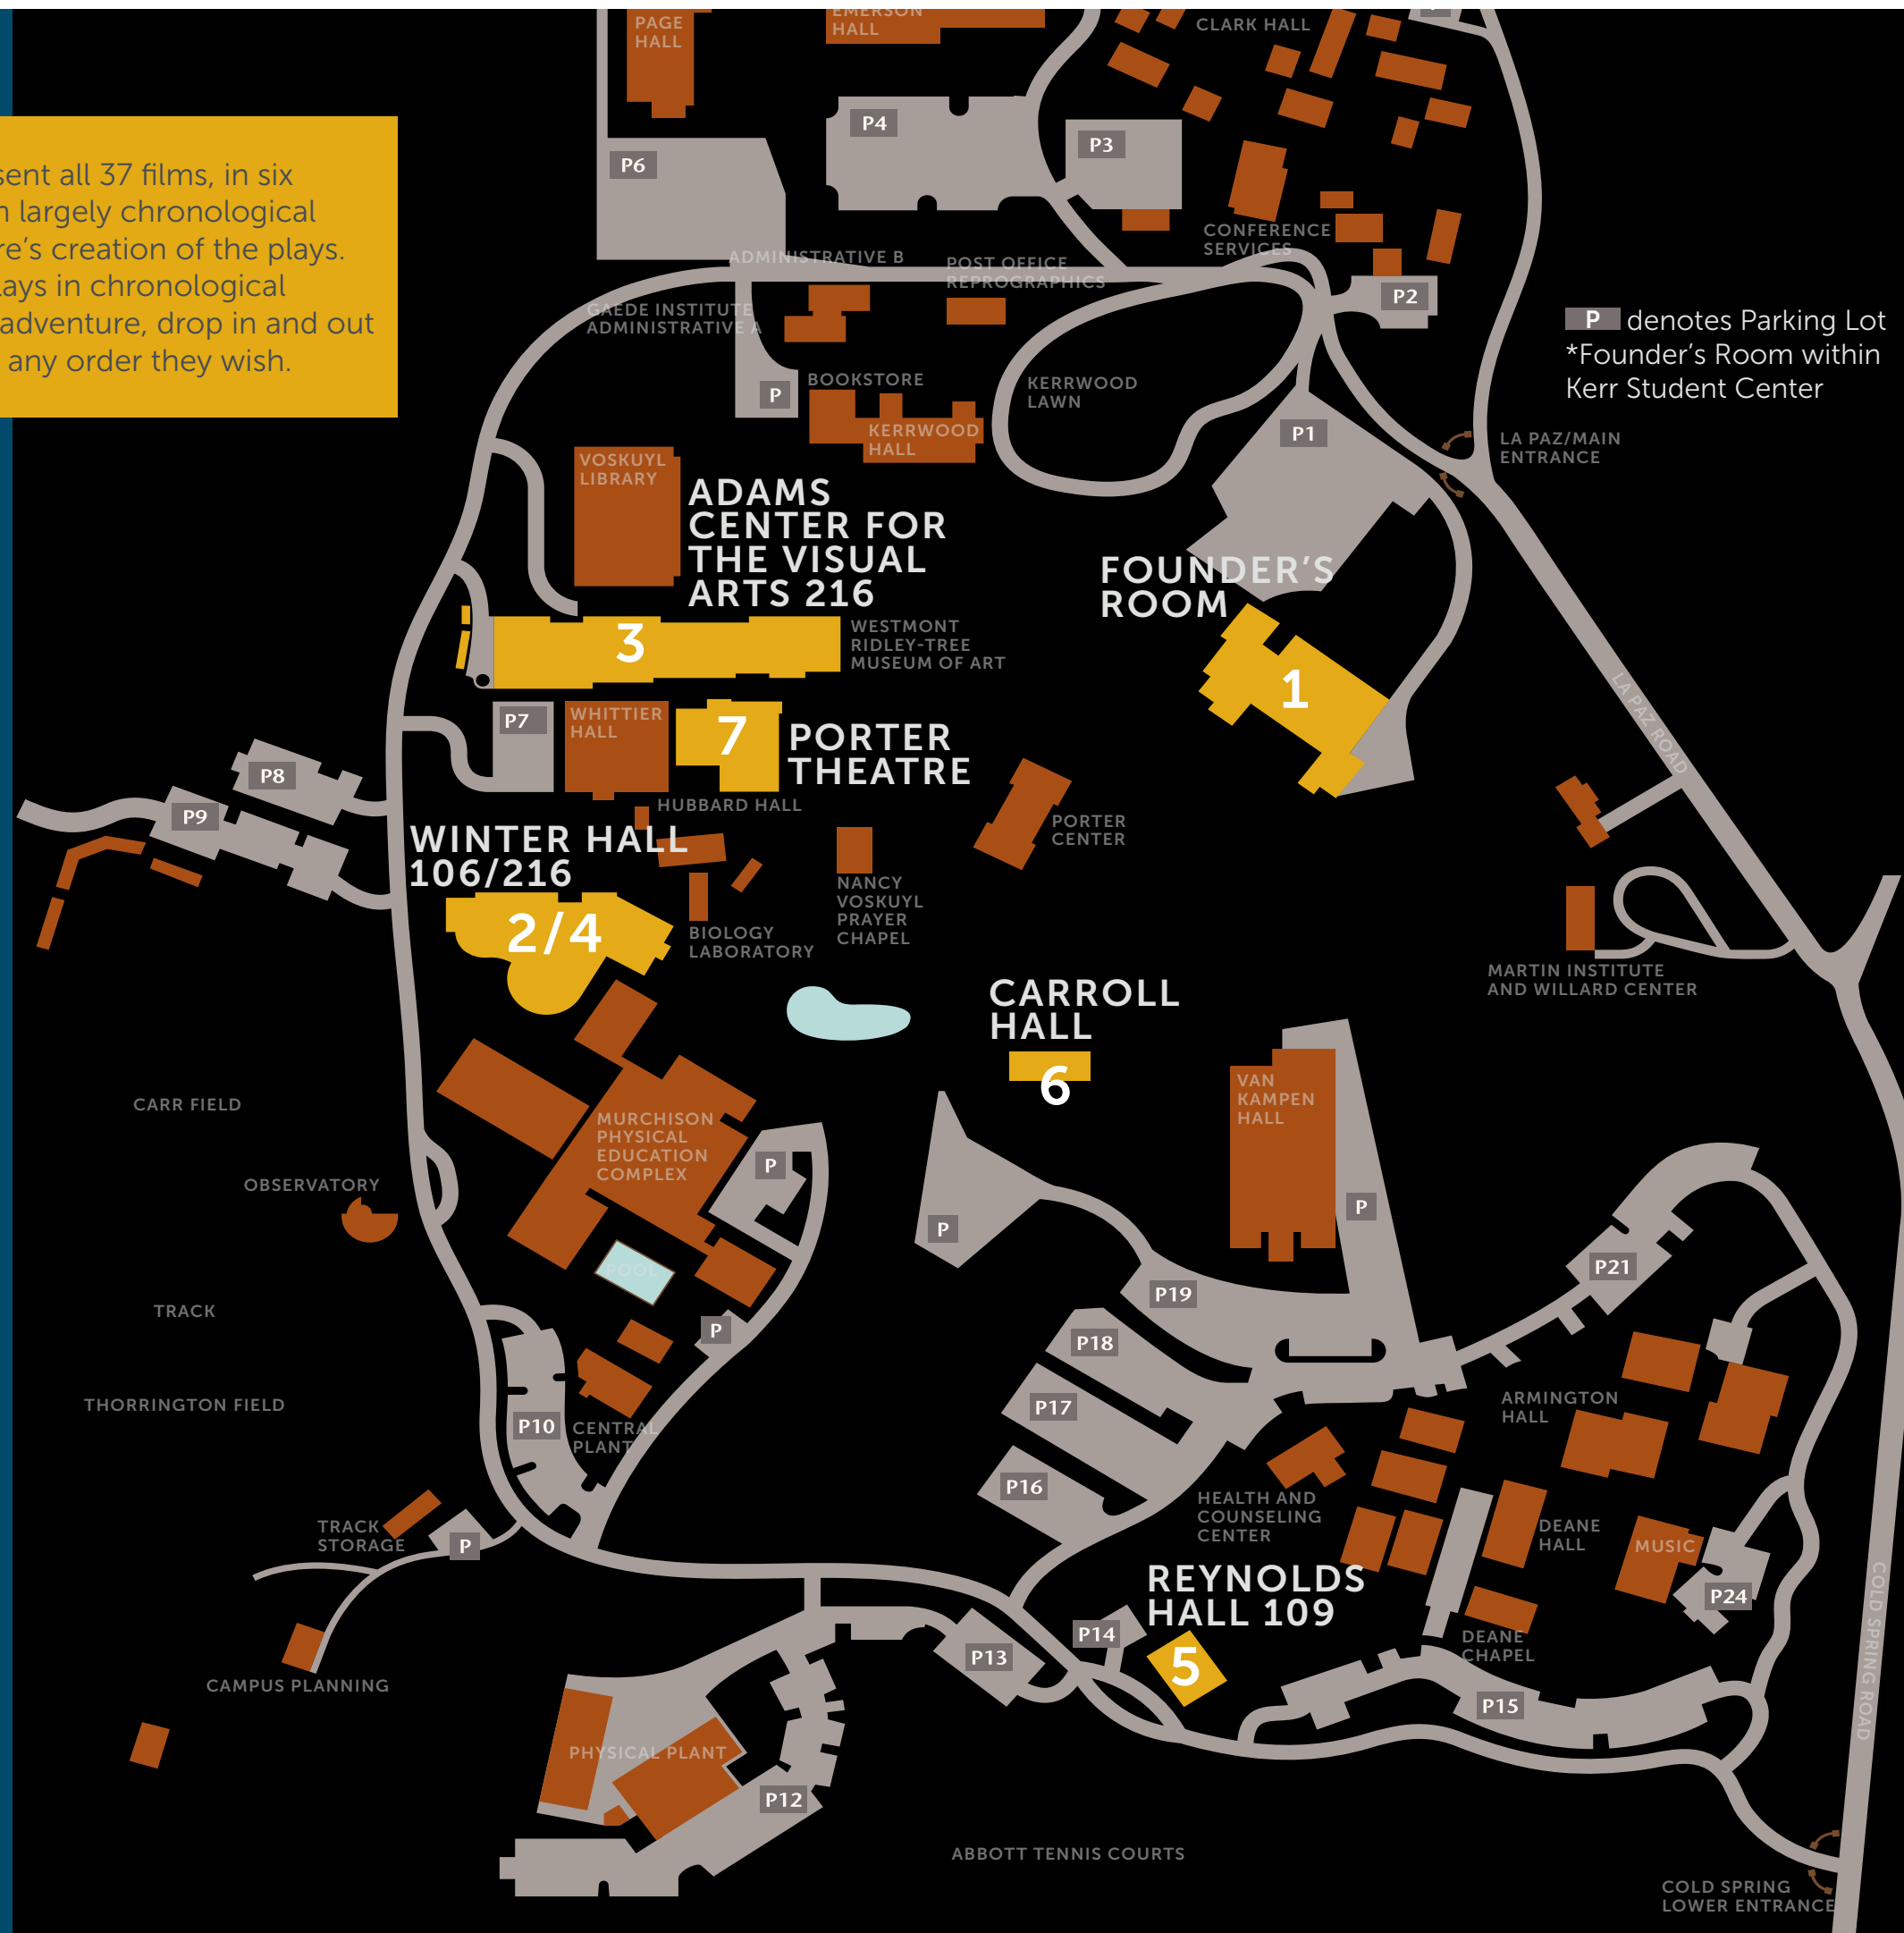 PAGE
HALL
EMERSON
HALL
CLARK HALL
P4
P3
P6
sent all 37 films, in six
largely chronological
re's creation of the plays.
lays in chronological
adventure, drop in and out
any order they wish.
CONFERENCE
SERVICES
ADMINISTRATIVE B
POST OFFICE
REPROGRAPHICS
P2
GAEDE INSTITUTE
ADMINISTRATIVE A
P denotes Parking Lot
*Founder's Room within
Kerr Student Center
BOOKSTORE
P
KERRWOOD
LAWN
KERRWOOD
HALL
P1
LA PAZ/MAIN
ENTRANCE
VOSKUYL
LIBRARY
ADAMS
CENTER FOR
THE VISUAL
ARTS 216
FOUNDER'S
ROOM
3
WESTMONT
RIDLEY-TREE
MUSEUM OF ART
1
LA PAZ ROAD
P7
WHITTIER
HALL
7
PORTER
THEATRE
P8
P9
HUBBARD HALL
PORTER
CENTER
WINTER HALL
106/216
2/4
NANCY
VOSKUYL
PRAYER
CHAPEL
BIOLOGY
LABORATORY
MARTIN INSTITUTE
AND WILLARD CENTER
CARROLL
HALL
6
VAN
KAMPEN
HALL
CARR FIELD
MURCHISON
PHYSICAL
EDUCATION
COMPLEX
P
OBSERVATORY
P
P
POOL
P21
P19
TRACK
P
P18
THORRINGTON FIELD
P17
ARMINGTON
HALL
P10
CENTRAL
PLANT
P16
HEALTH AND
COUNSELING
CENTER
TRACK
STORAGE
P
DEANE
HALL
MUSIC
REYNOLDS
HALL 109
P24
COLD SPRING ROAD
P14
P13
5
DEANE
CHAPEL
CAMPUS PLANNING
P15
PHYSICAL PLANT
P12
ABBOTT TENNIS COURTS
COLD SPRING
LOWER ENTRANCE